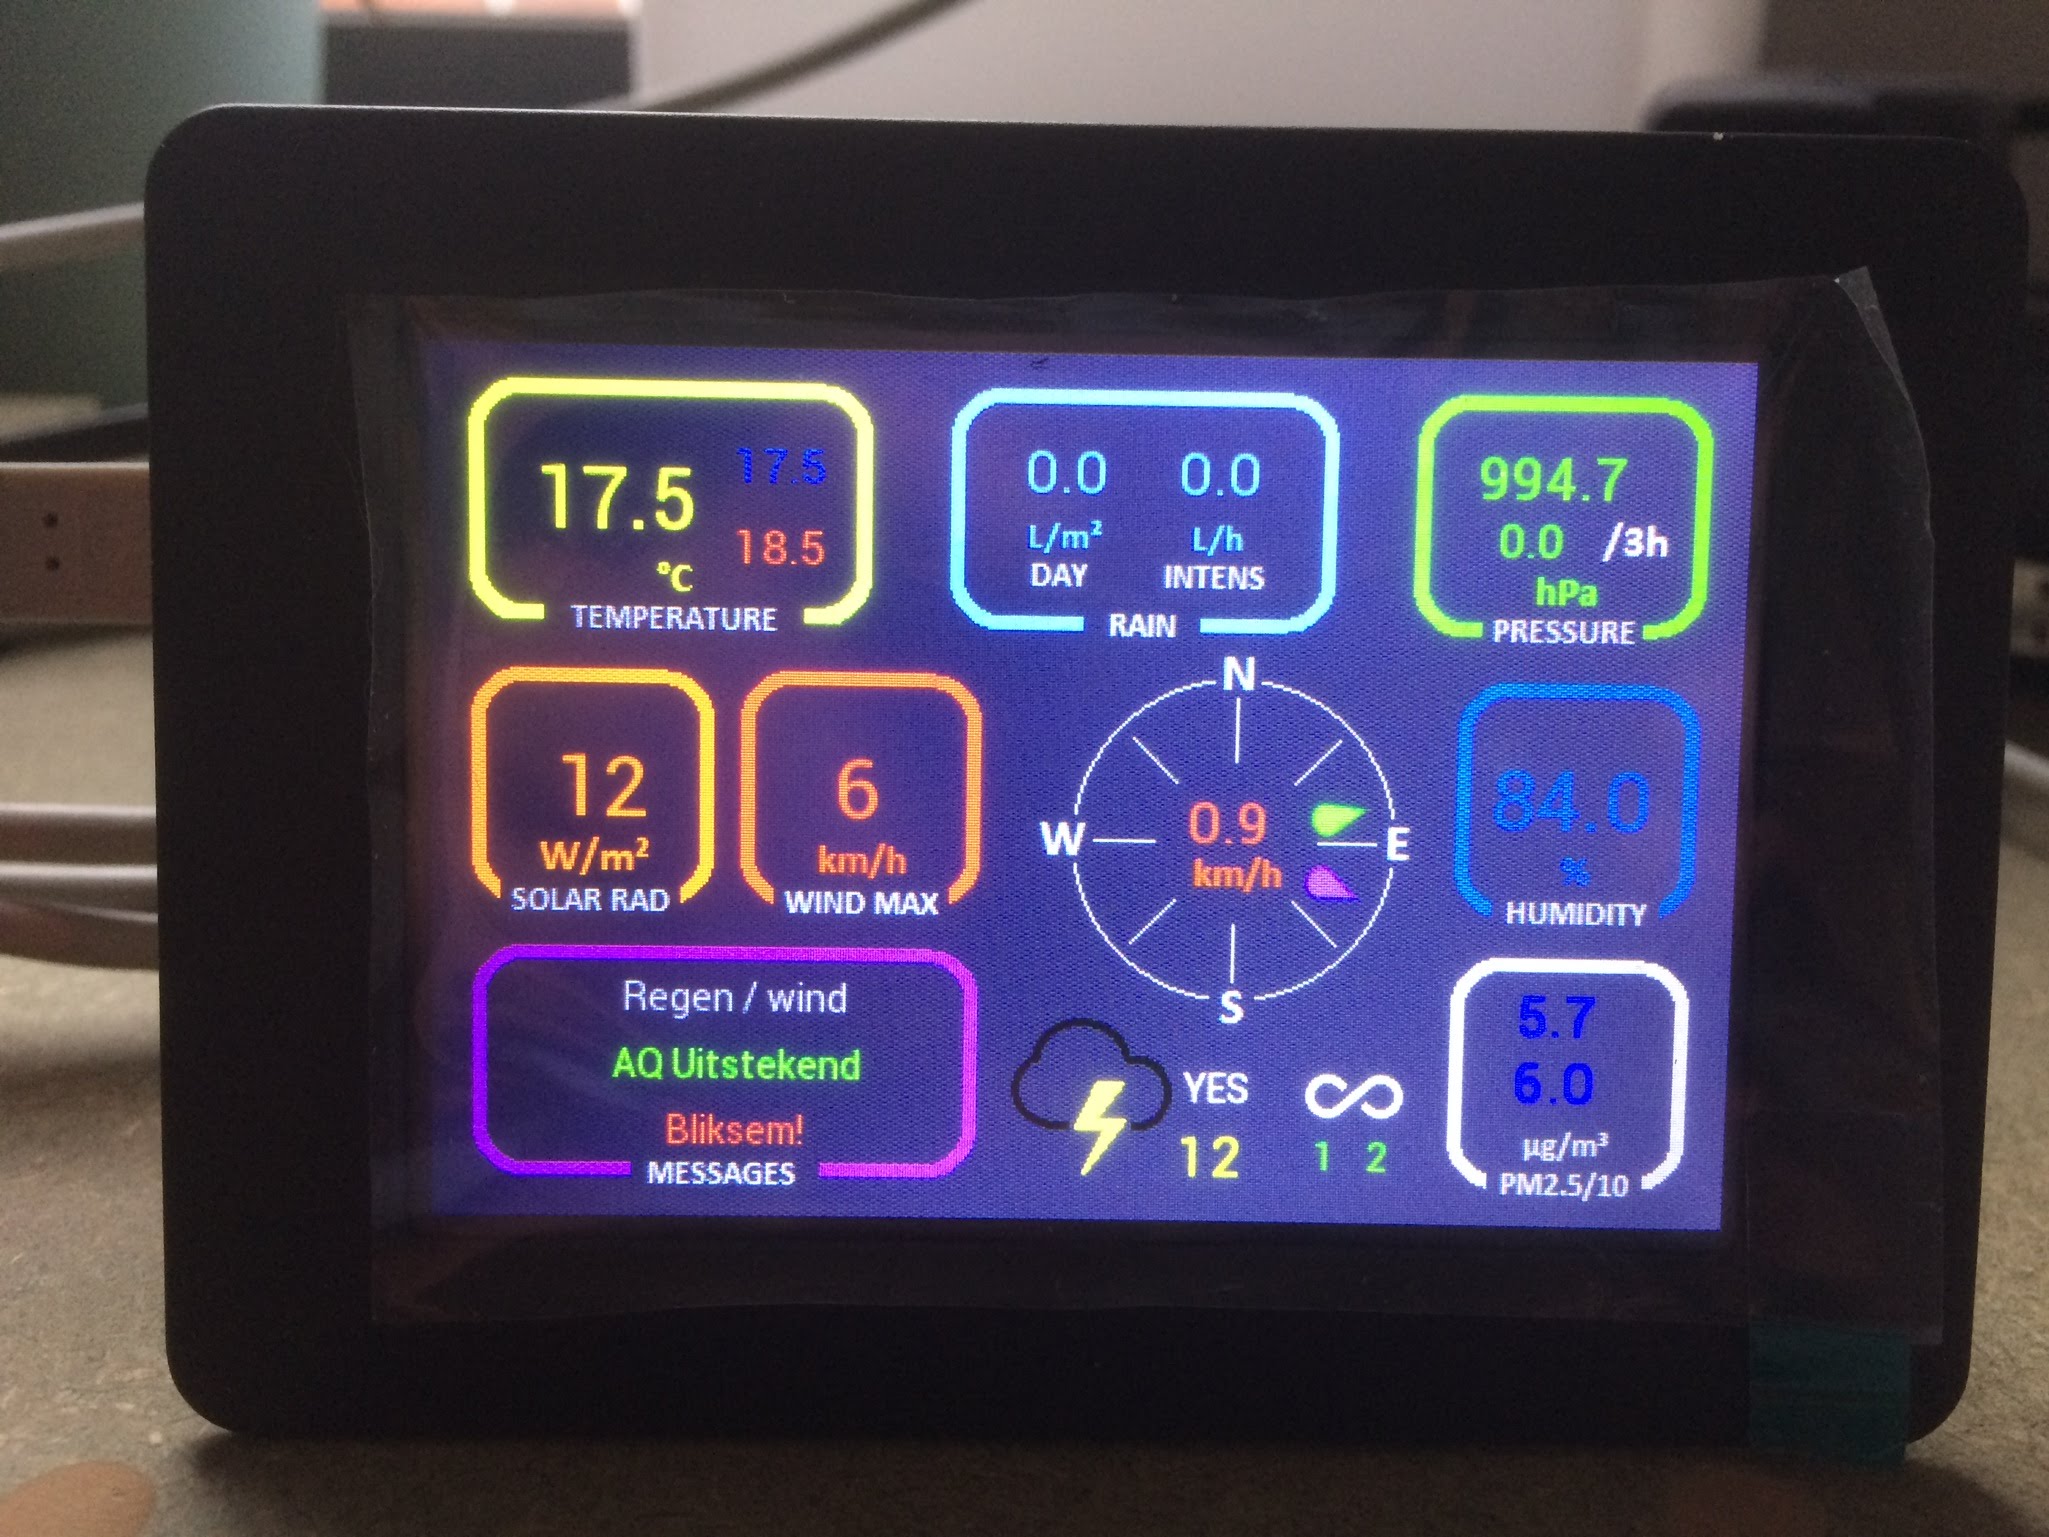 17.5
17.5
18.5
°C
TEMPERATURE
0.0 0.0
L/m² L/h
DAY INTENS
RAIN
994.7
0.0 /3h
hPa
PRESSURE
12
W/m²
SOLAR RAD
6
km/h
WIND MAX
N
W E
0.9
km/h
S
84.0
%
HUMIDITY
Regen / wind
AQ Uitstekend
Bliksem!
MESSAGES
YES
12
1 2
5.7
6.0
µg/m³
PM2.5/10